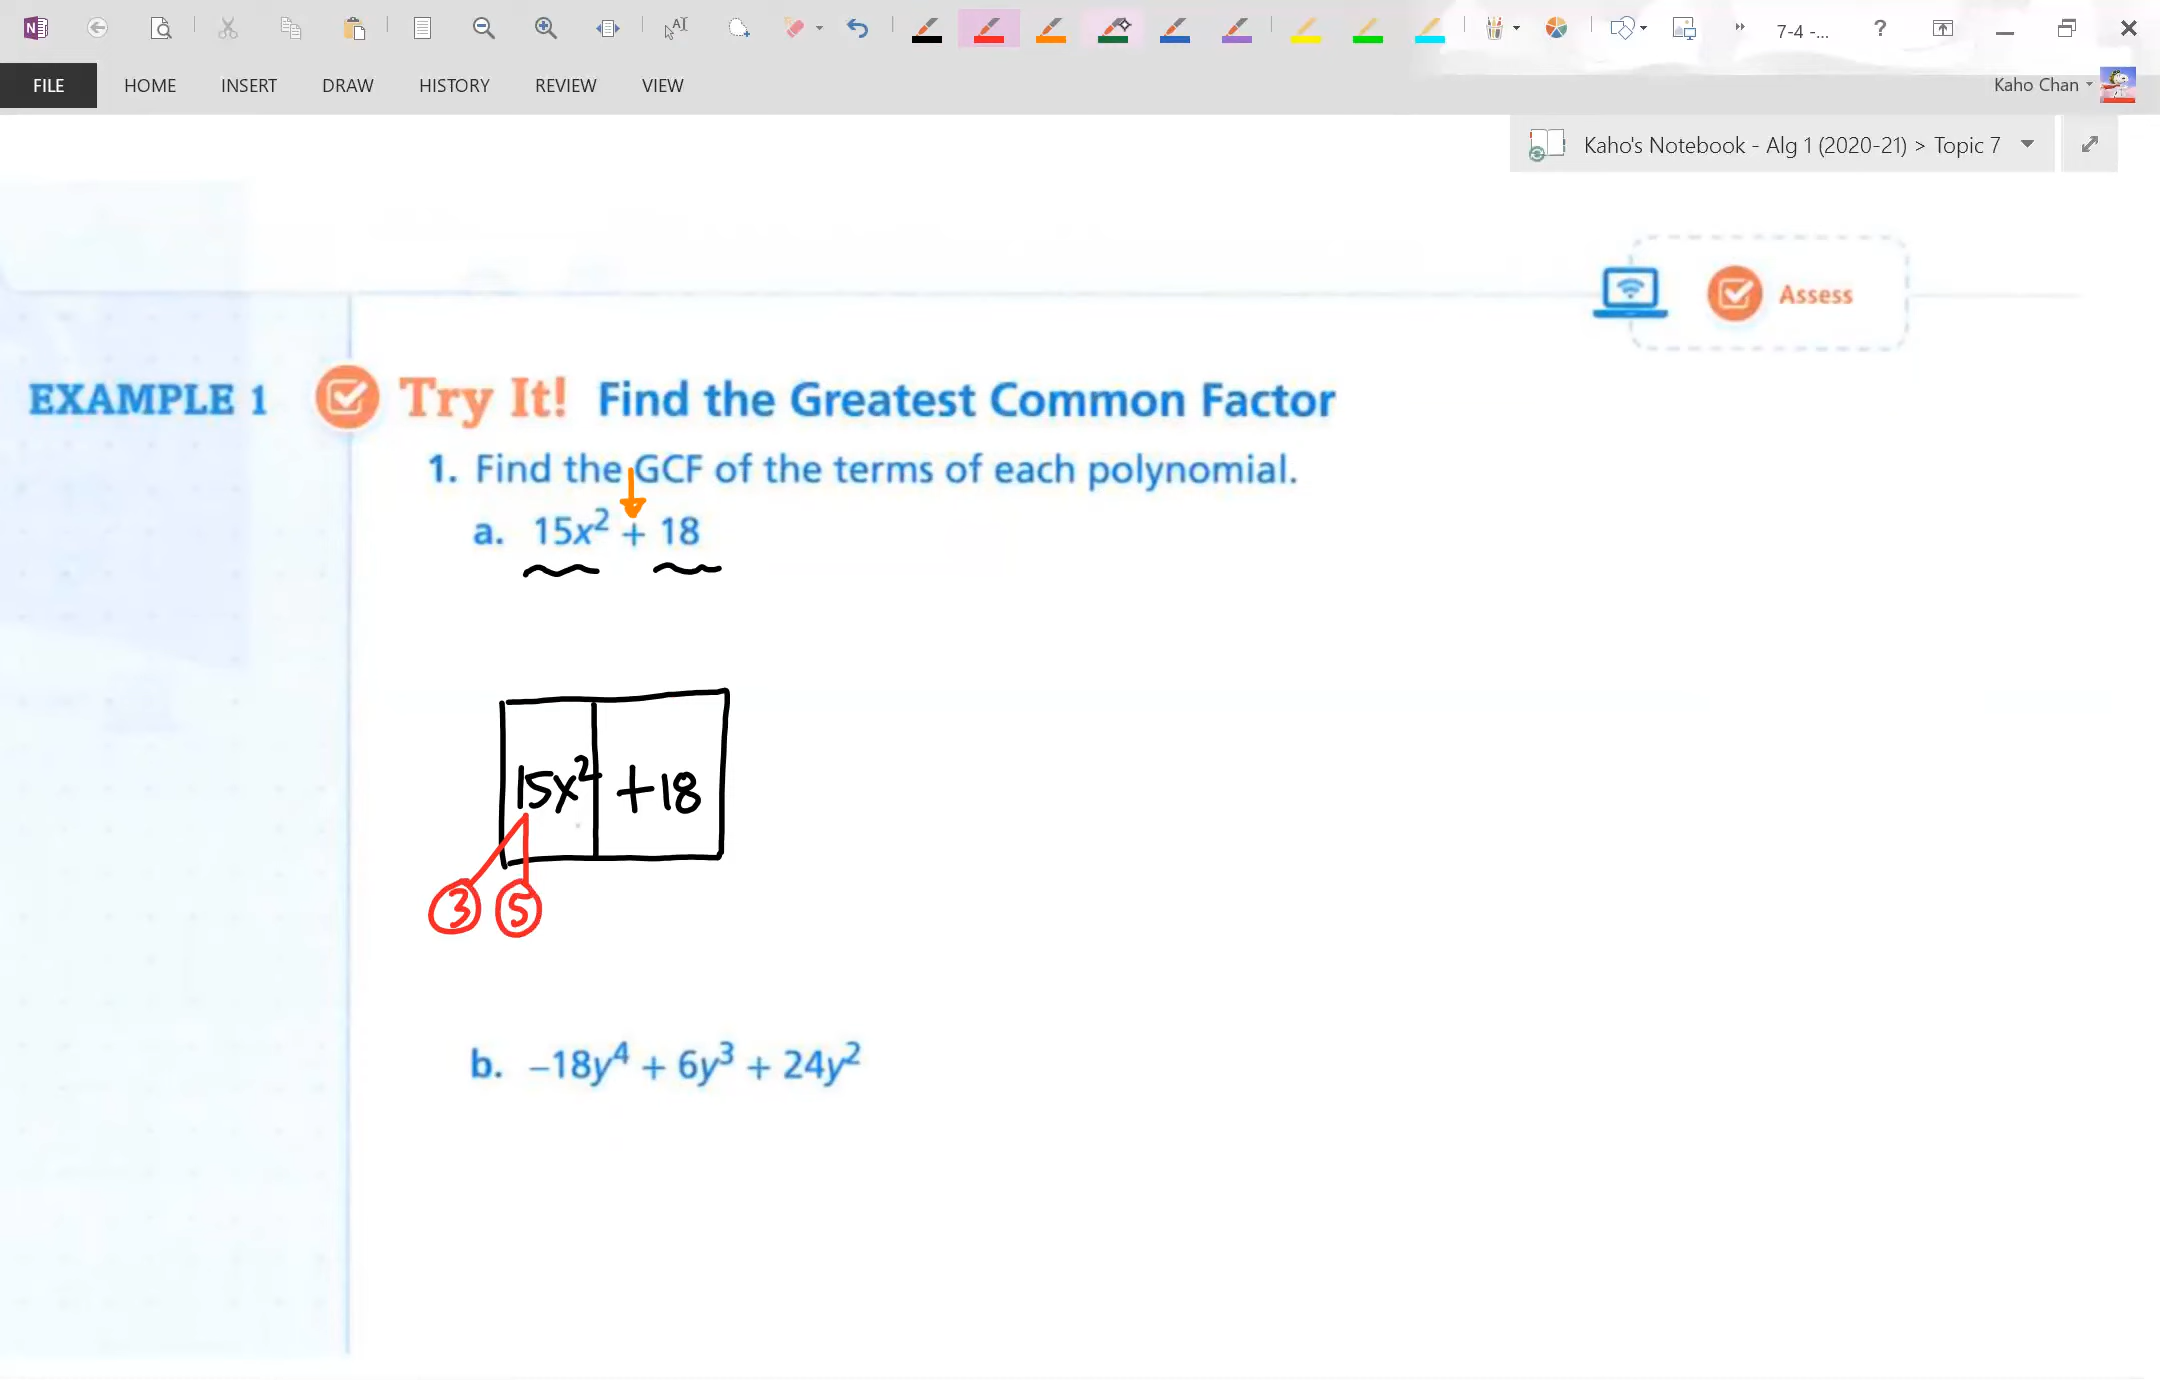 7-4 -...
?
FILE HOME INSERT DRAW HISTORY REVIEW VIEW
Kaho Chan
Kaho's Notebook - Alg 1 (2020-21) > Topic 7
Assess
EXAMPLE 1 Try It! Find the Greatest Common Factor
1. Find the GCF of the terms of each polynomial.
a. 15x² + 18
15x² +18
3 5
b. –18y⁴ + 6y³ + 24y²